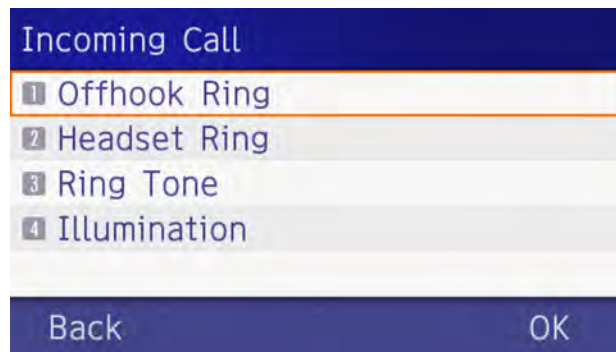 Incoming Call
1 Offhook Ring
2 Headset Ring
3 Ring Tone
4 Illumination
Back OK